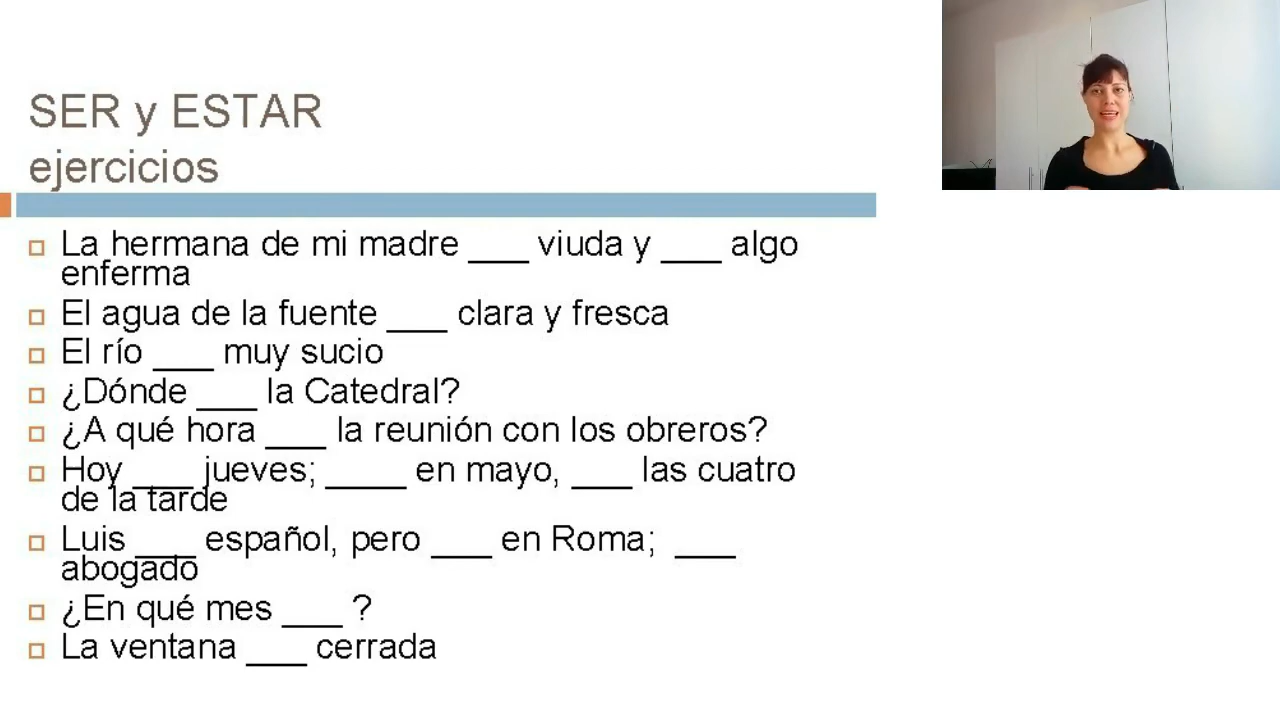 SER y ESTAR
ejercicios
La hermana de mi madre ___ viuda y ___ algo
enferma
El agua de la fuente ___ clara y fresca
El río ___ muy sucio
¿Dónde ___ la Catedral?
¿A qué hora ___ la reunión con los obreros?
Hoy ___ jueves; ____ en mayo, ___ las cuatro
de la tarde
Luis ___ español, pero ___ en Roma; ___
abogado
¿En qué mes ___ ?
La ventana ___ cerrada